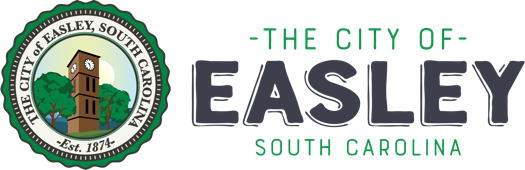 THE CITY of EASLEY, SOUTH CAROLINA
-Est. 1874-
-THE CITY OF-
EASLEY
SOUTH CAROLINA